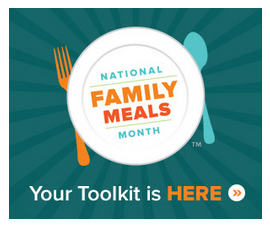 NATIONAL
FAMILY
MEALS
MONTH
TM
Your Toolkit is HERE »